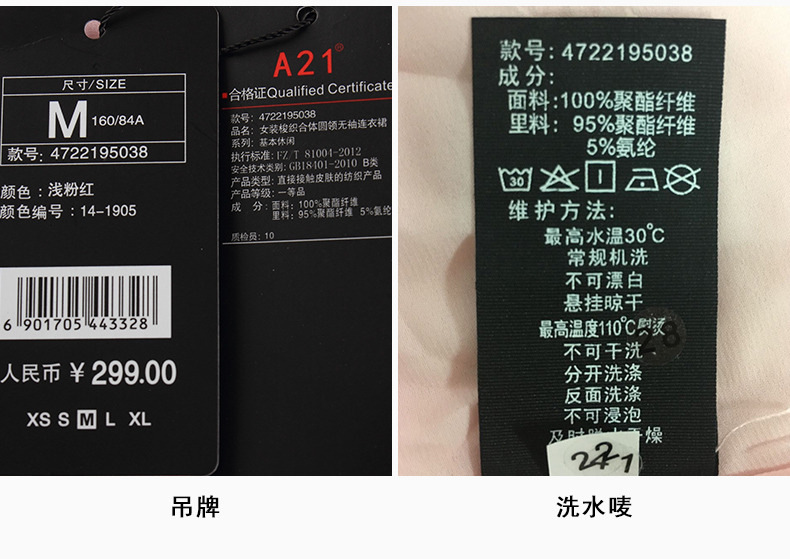 尺寸/SIZE
M 160/84A
款号: 4722195038
颜色: 浅粉红
颜色编号: 14-1905
6 901705 443328
人民币 ￥299.00
XS S M L XL
A21®
合格证Qualified Certificate
款号: 4722195038
品名: 女装梭织合体圆领无袖连衣裙
系列: 基本休闲
执行标准: FZ/T 81004-2012
安全技术类别: GB18401-2010 B类
产品类型: 直接接触皮肤的纺织产品
产品等级: 一等品
成 分: 面料: 100%聚酯纤维
里料: 95%聚酯纤维 5%氨纶
质检员: 10
吊牌
款号: 4722195038
成分:
面料:100%聚酯纤维
里料: 95%聚酯纤维
5%氨纶
30
维护方法:
最高水温30℃
常规机洗
不可漂白
悬挂晾干
最高温度110℃熨烫
28
不可干洗
分开洗涤
反面洗涤
不可浸泡
及时
燥
洗水唛